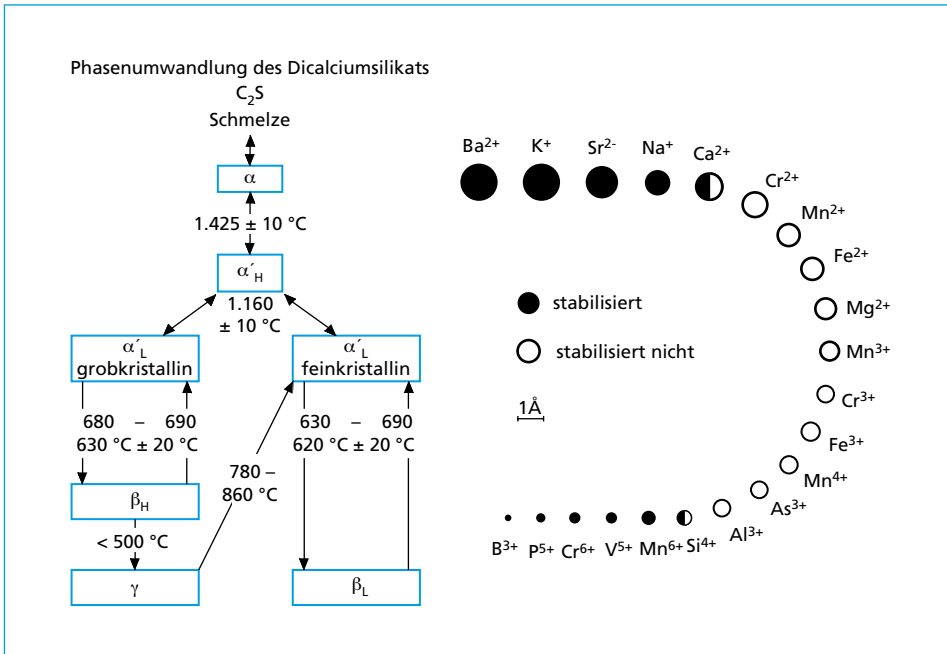 Phasenumwandlung des Dicalciumsilikats
C₂S
Schmelze
α
1.425 ± 10 °C
α´H
1.160
± 10 °C
α´L
grobkristallin
α´L
feinkristallin
680 – 690
630 °C ± 20 °C
630 – 690
620 °C ± 20 °C
780 –
860 °C
βH
< 500 °C
γ
βL
Ba²⁺ K⁺ Sr²⁻ Na⁺ Ca²⁺
Cr²⁺
Mn²⁺
Fe²⁺
Mg²⁺
Mn³⁺
Cr³⁺
Fe³⁺
Mn⁴⁺
As³⁺
Al³⁺
B³⁺ P⁵⁺ Cr⁶⁺ V⁵⁺ Mn⁶⁺ Si⁴⁺
stabilisiert
stabilisiert nicht
1Å